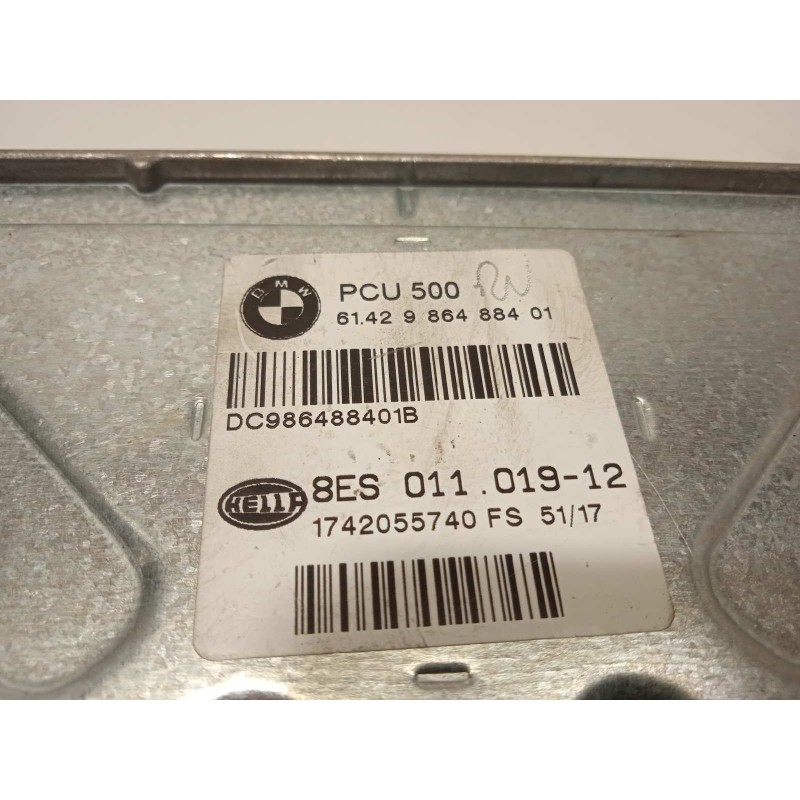 BMW
PCU 500
61.42 9 864 884 01
DC986488401B
HELLA
8ES 011.019-12
1742055740 FS 51/17